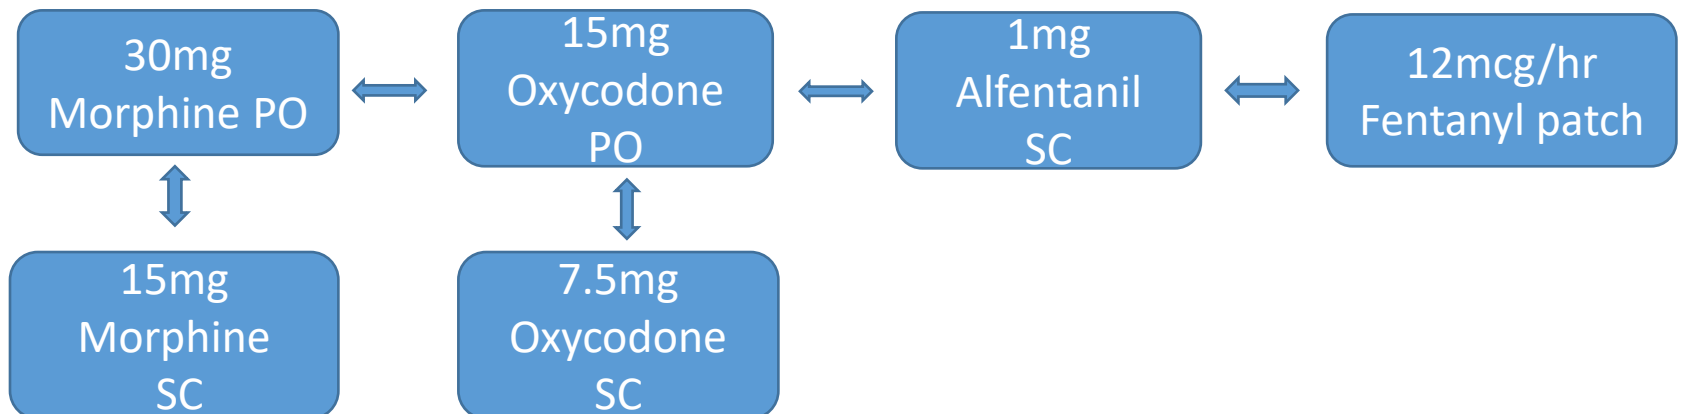 30mg
Morphine PO
15mg
Oxycodone
PO
1mg
Alfentanil
SC
12mcg/hr
Fentanyl patch
15mg
Morphine
SC
7.5mg
Oxycodone
SC